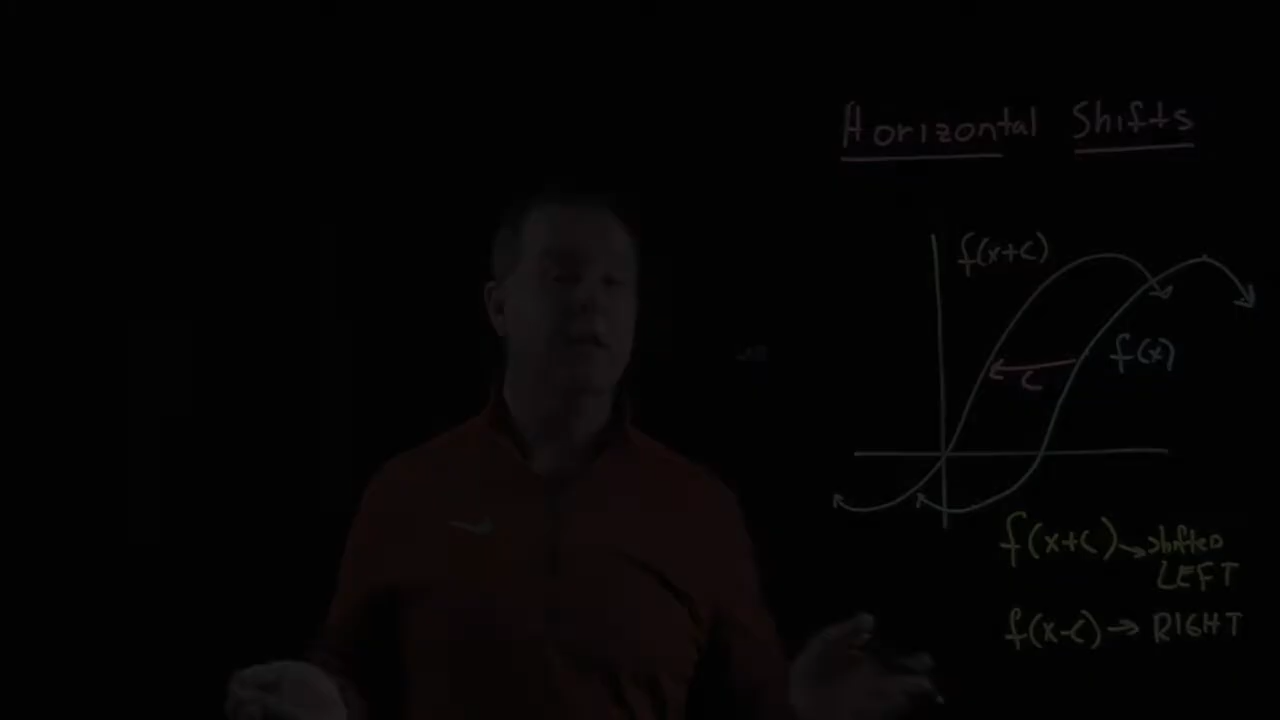 Horizontal Shifts
f(x+c)
f(x)
c
f(x+c)→shifted
LEFT
f(x-c)→RIGHT